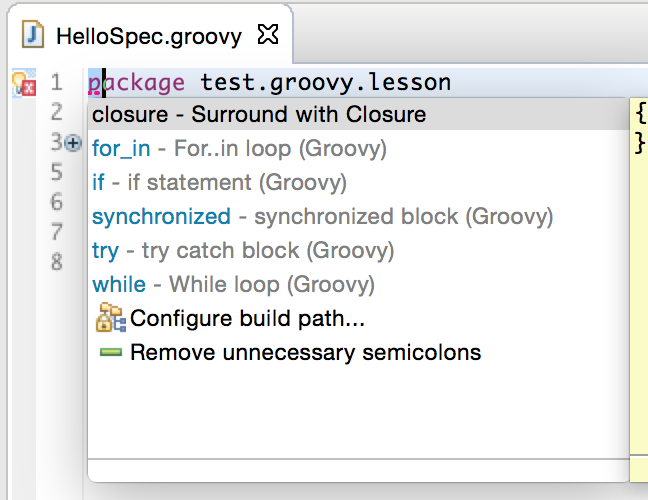 HelloSpec.groovy
1 package test.groovy.lesson
2 closure - Surround with Closure {
3 for_in - For..in loop (Groovy) }
5 if - if statement (Groovy)
6 synchronized - synchronized block (Groovy)
7 try - try catch block (Groovy)
8 while - While loop (Groovy)
Configure build path...
Remove unnecessary semicolons